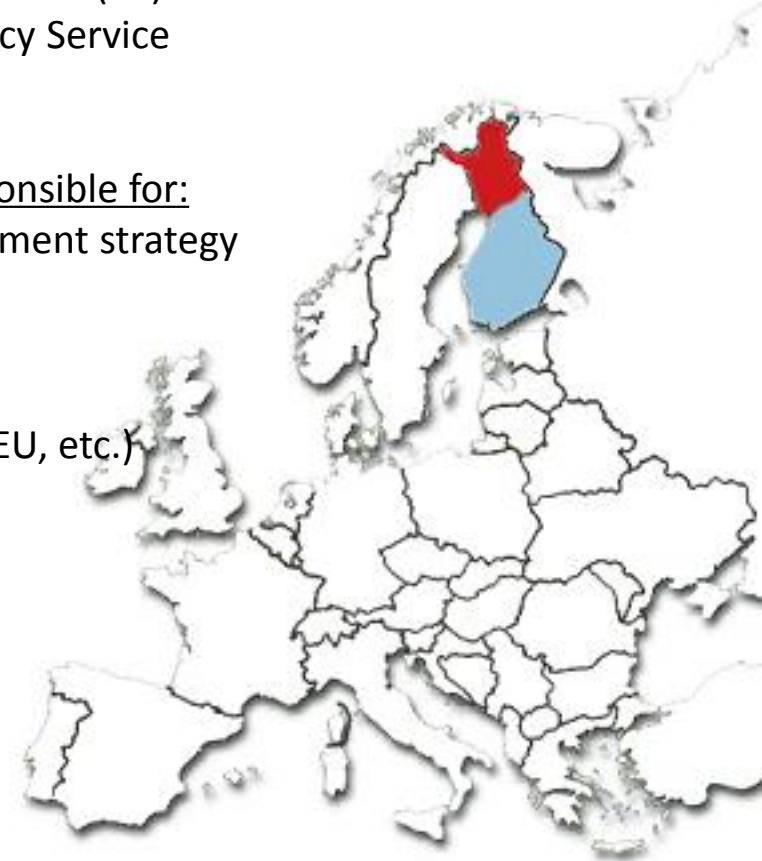 cy Service
onsible for:
ment strategy
EU, etc.)